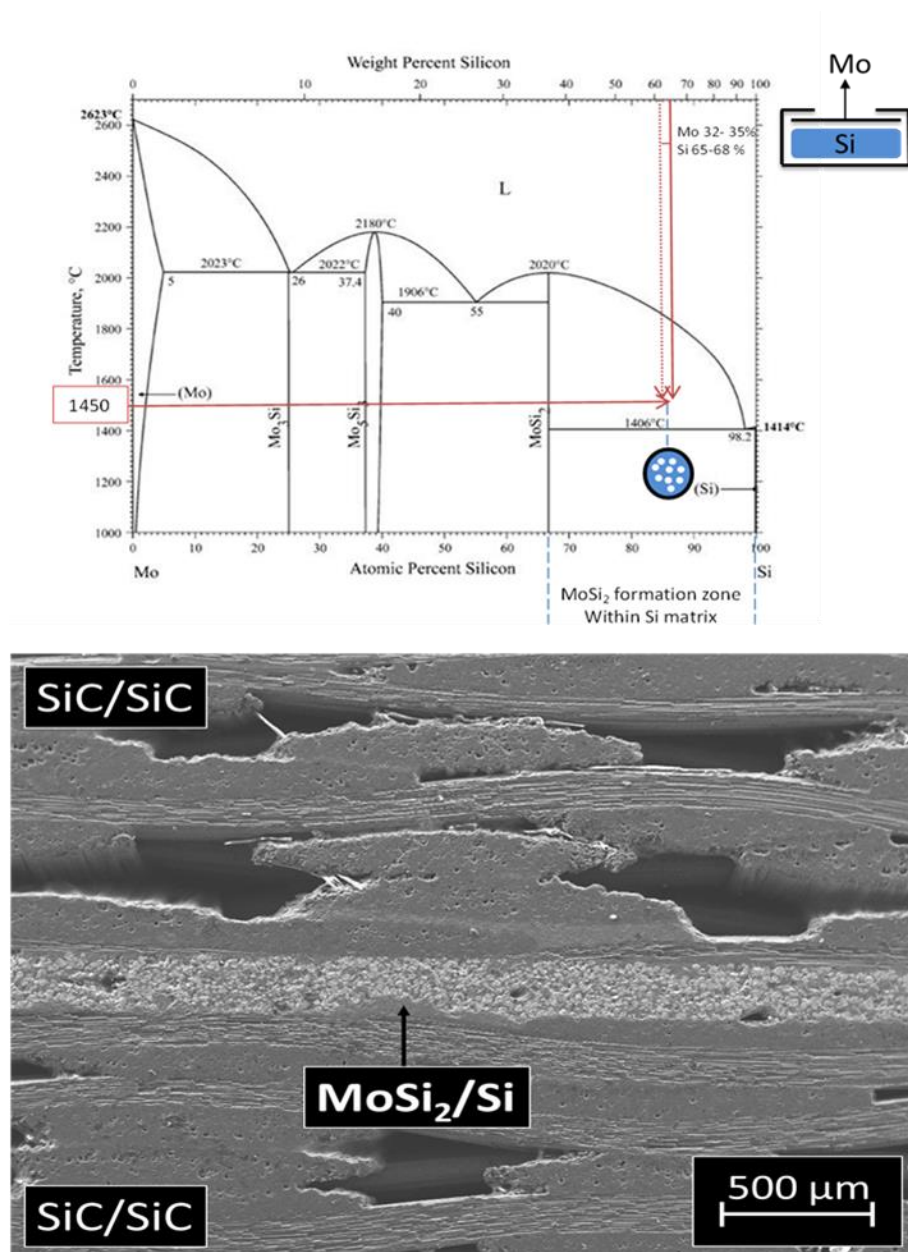 Weight Percent Silicon
0 10 20 30 40 50 60 70 80 90 100
Mo
Si
2623°C
Mo 32- 35%
Si 65-68 %
L
2180°C
2023°C
2022°C
2020°C
5
26
37.4
1906°C
40
55
Temperature, °C
2600
2400
2200
2000
1800
1600
1400
1200
1000
1450
(Mo)
Mo3Si
Mo5Si3
MoSi2
1406°C
1414°C
98.2
(Si)
0 10 20 30 40 50 60 70 80 90 100
Mo
Atomic Percent Silicon
Si
MoSi2 formation zone
Within Si matrix
SiC/SiC
MoSi2/Si
SiC/SiC
500 µm